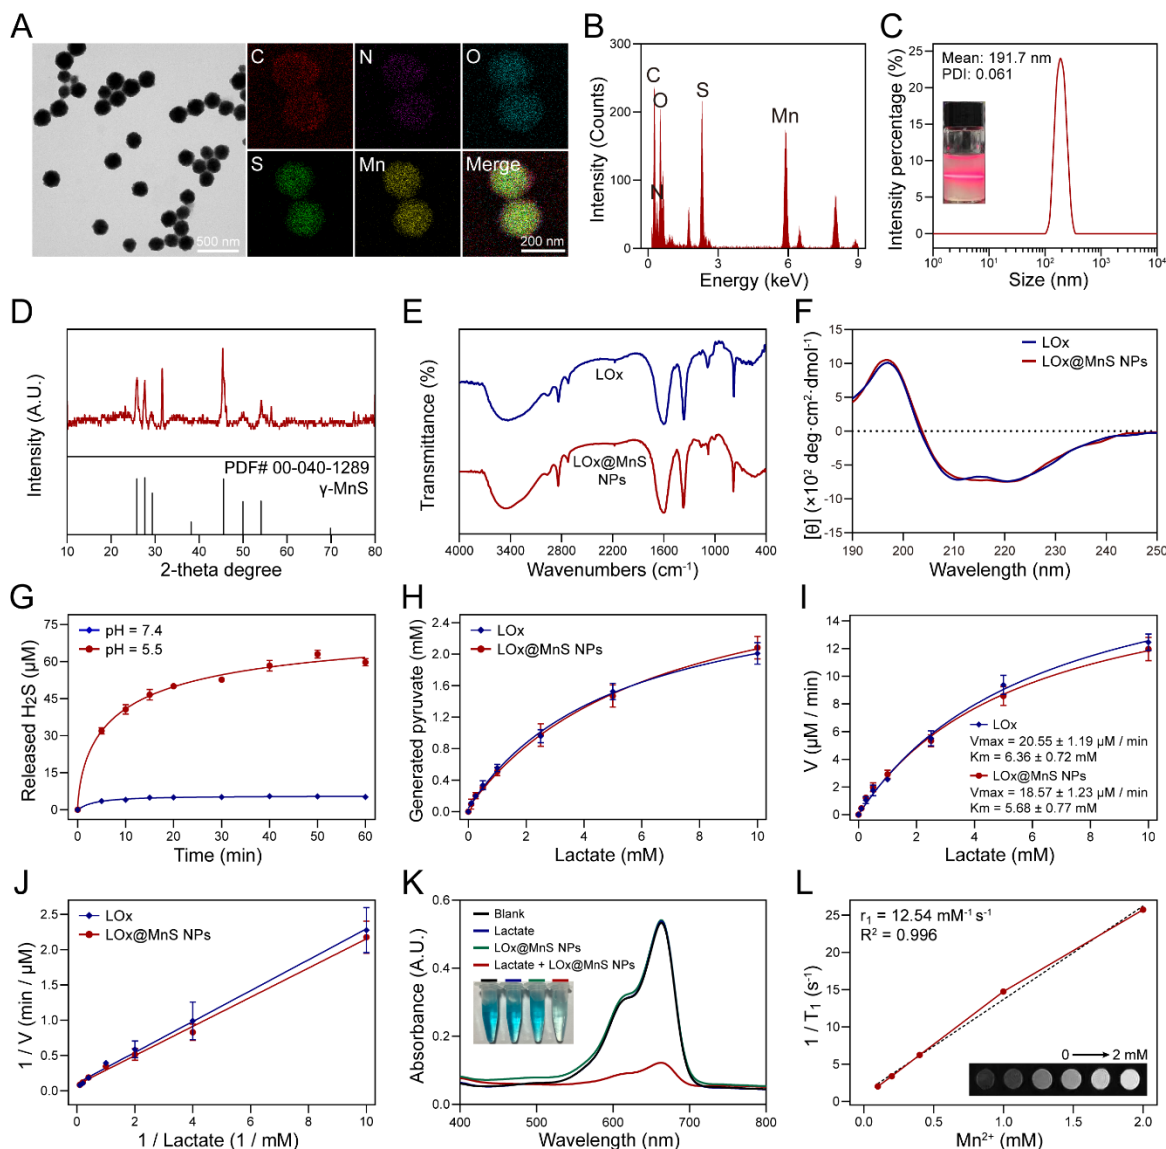 A
C
N
O
S
Mn
Merge
500 nm
200 nm
B
Intensity (Counts)
300
200
100
0
C
O
N
S
Mn
0
3
6
9
Energy (keV)
C
Intensity percentage (%)
25
20
15
10
5
0
Mean: 191.7 nm
PDI: 0.061
10⁰
10¹
10²
10³
10⁴
Size (nm)
D
Intensity (A.U.)
PDF# 00-040-1289
γ-MnS
10
20
30
40
50
60
70
80
2-theta degree
E
Transmittance (%)
LOx
LOx@MnS
NPs
4000
3400
2800
2200
1600
1000
400
Wavenumbers (cm⁻¹)
F
[θ] (×10² deg·cm²·dmol⁻¹)
15
10
5
0
-5
-10
-15
LOx
LOx@MnS NPs
190
200
210
220
230
240
250
Wavelength (nm)
G
Released H₂S (μM)
75
60
45
30
15
0
pH = 7.4
pH = 5.5
0
10
20
30
40
50
60
Time (min)
H
Generated pyruvate (mM)
2.8
2.4
2.0
1.6
1.2
0.8
0.4
0.0
LOx
LOx@MnS NPs
0
2
4
6
8
10
Lactate (mM)
I
V (μM / min)
14
12
10
8
6
4
2
0
LOx
Vmax = 20.55 ± 1.19 μM / min
Km = 6.36 ± 0.72 mM
LOx@MnS NPs
Vmax = 18.57 ± 1.23 μM / min
Km = 5.68 ± 0.77 mM
0
2
4
6
8
10
Lactate (mM)
J
1 / V (min / μM)
2.5
2.0
1.5
1.0
0.5
0.0
LOx
LOx@MnS NPs
0
2
4
6
8
10
1 / Lactate (1 / mM)
K
Absorbance (A.U.)
0.6
0.4
0.2
0.0
Blank
Lactate
LOx@MnS NPs
Lactate + LOx@MnS NPs
400
500
600
700
800
Wavelength (nm)
L
1 / T₁ (s⁻¹)
30
25
20
15
10
5
0
r₁ = 12.54 mM⁻¹ s⁻¹
R² = 0.996
0
2 mM
0.0
0.5
1.0
1.5
2.0
Mn²⁺ (mM)